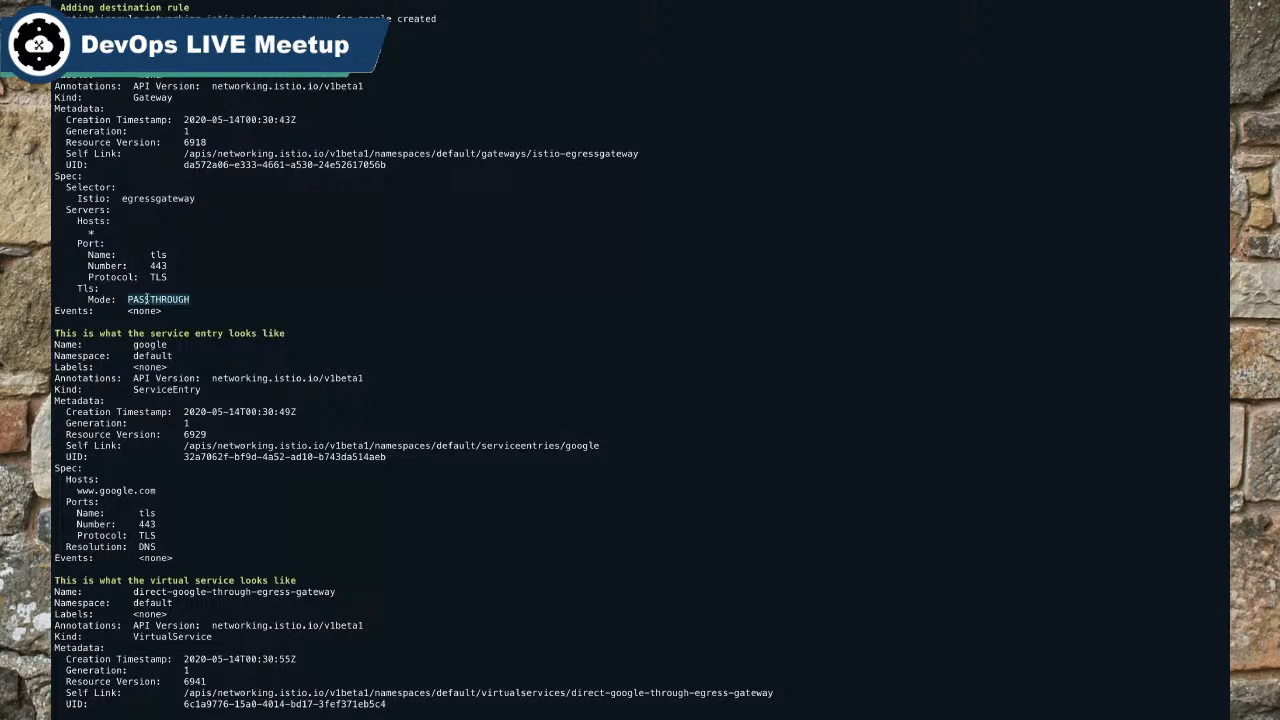 Adding destination rule
created
DevOps LIVE Meetup
Annotations:  API Version:  networking.istio.io/v1beta1
Kind:         Gateway
Metadata:
  Creation Timestamp:  2020-05-14T00:30:43Z
  Generation:          1
  Resource Version:    6918
  Self Link:           /apis/networking.istio.io/v1beta1/namespaces/default/gateways/istio-egressgateway
  UID:                 da572a06-e333-4661-a530-24e52617056b
Spec:
  Selector:
    Istio:  egressgateway
  Servers:
    Hosts:
      *
    Port:
      Name:      tls
      Number:    443
      Protocol:  TLS
    Tls:
      Mode:  PASSTHROUGH
Events:      <none>
This is what the service entry looks like
Name:         google
Namespace:    default
Labels:       <none>
Annotations:  API Version:  networking.istio.io/v1beta1
Kind:         ServiceEntry
Metadata:
  Creation Timestamp:  2020-05-14T00:30:49Z
  Generation:          1
  Resource Version:    6929
  Self Link:           /apis/networking.istio.io/v1beta1/namespaces/default/serviceentries/google
  UID:                 32a7062f-bf9d-4a52-ad10-b743da514aeb
Spec:
  Hosts:
    www.google.com
  Ports:
    Name:      tls
    Number:    443
    Protocol:  TLS
  Resolution:  DNS
Events:        <none>
This is what the virtual service looks like
Name:         direct-google-through-egress-gateway
Namespace:    default
Labels:       <none>
Annotations:  API Version:  networking.istio.io/v1beta1
Kind:         VirtualService
Metadata:
  Creation Timestamp:  2020-05-14T00:30:55Z
  Generation:          1
  Resource Version:    6941
  Self Link:           /apis/networking.istio.io/v1beta1/namespaces/default/virtualservices/direct-google-through-egress-gateway
  UID:                 6c1a9776-15a0-4014-bd17-3fef371eb5c4